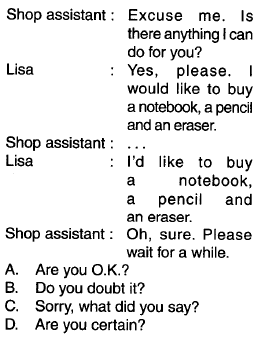 Shop assistant : Excuse me. Is
there anything I can
do for you?
Lisa : Yes, please. I
would like to buy
a notebook, a pencil
and an eraser.
Shop assistant : ...
Lisa : I'd like to buy
a notebook,
a pencil and
an eraser.
Shop assistant : Oh, sure. Please
wait for a while.
A. Are you O.K.?
B. Do you doubt it?
C. Sorry, what did you say?
D. Are you certain?